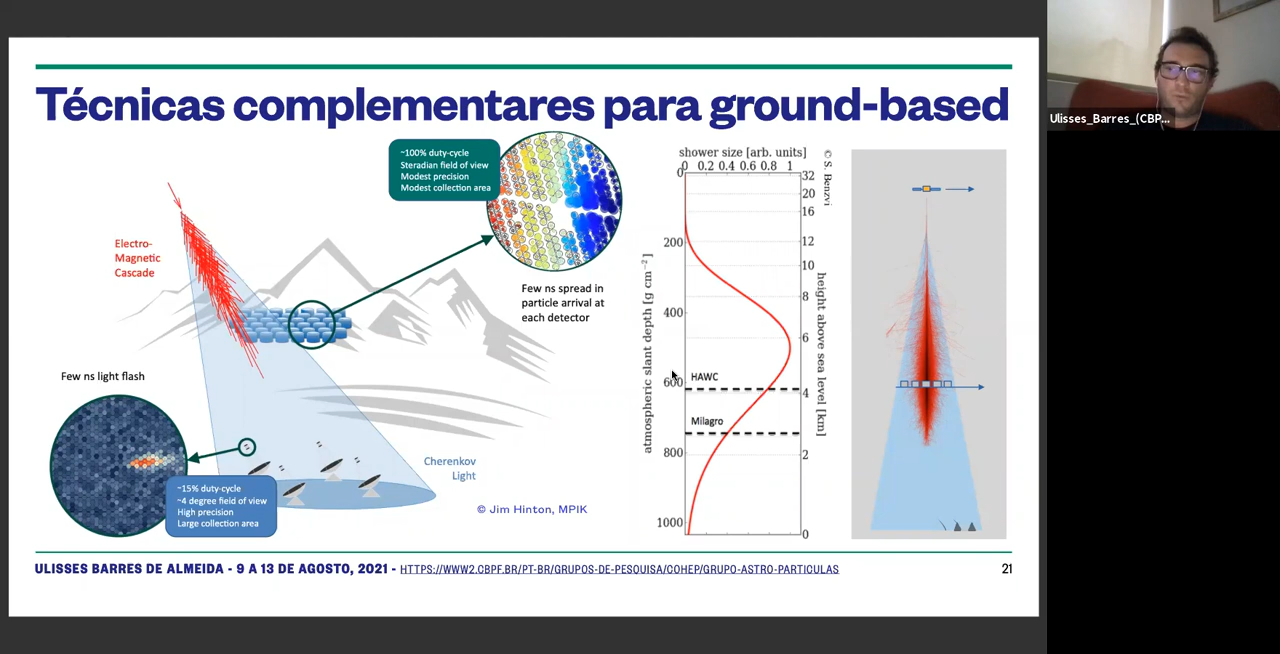 Técnicas complementares para ground-based
~100% duty-cycle
Steradian field of view
Modest precision
Modest collection area
Electro-
Magnetic
Cascade
Few ns spread in
particle arrival at
each detector
Few ns light flash
~15% duty-cycle
~4 degree field of view
High precision
Large collection area
Cherenkov
Light
© Jim Hinton, MPIK
shower size [arb. units]
0 0.2 0.4 0.6 0.8 1
© S. Benzvi
atmospheric slant depth [g cm⁻²]
0
200
400
600
800
1000
HAWC
Milagro
32
20
16
12
10
8
6
4
2
0
height above sea level [km]
ULISSES BARRES DE ALMEIDA - 9 A 13 DE AGOSTO, 2021 - HTTPS://WWW2.CBPF.BR/PT-BR/GRUPOS-DE-PESQUISA/COHEP/GRUPO-ASTRO-PARTICULAS
21
Ulisses_Barres_(CBP...